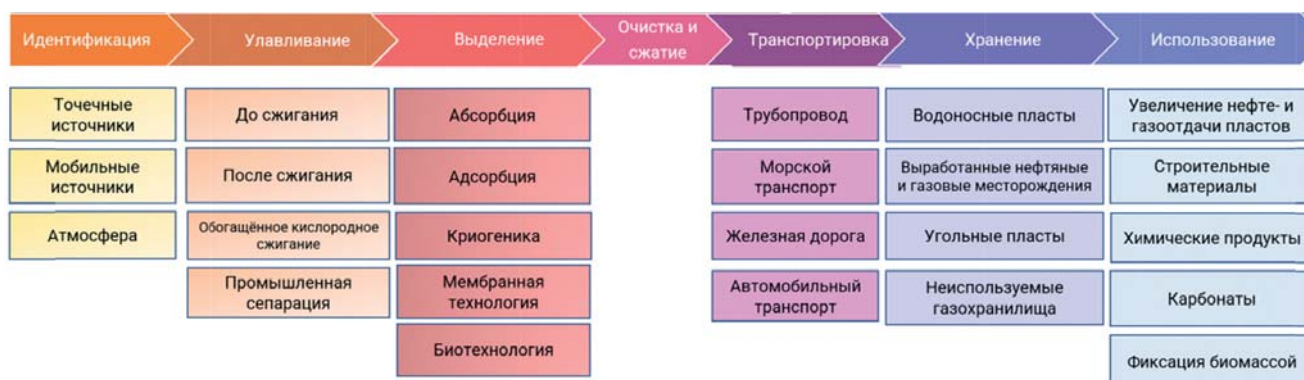 Идентификация
Улавливание
Выделение
Очистка и
сжатие
Транспортировка
Хранение
Использование
Точечные
источники
Мобильные
источники
Атмосфера
До сжигания
После сжигания
Обогащённое кислородное
сжигание
Промышленная
сепарация
Абсорбция
Адсорбция
Криогеника
Мембранная
технология
Биотехнология
Трубопровод
Морской
транспорт
Железная дорога
Автомобильный
транспорт
Водоносные пласты
Выработанные нефтяные
и газовые месторождения
Угольные пласты
Неиспользуемые
газохранилища
Увеличение нефте- и
газоотдачи пластов
Строительные
материалы
Химические продукты
Карбонаты
Фиксация биомассой